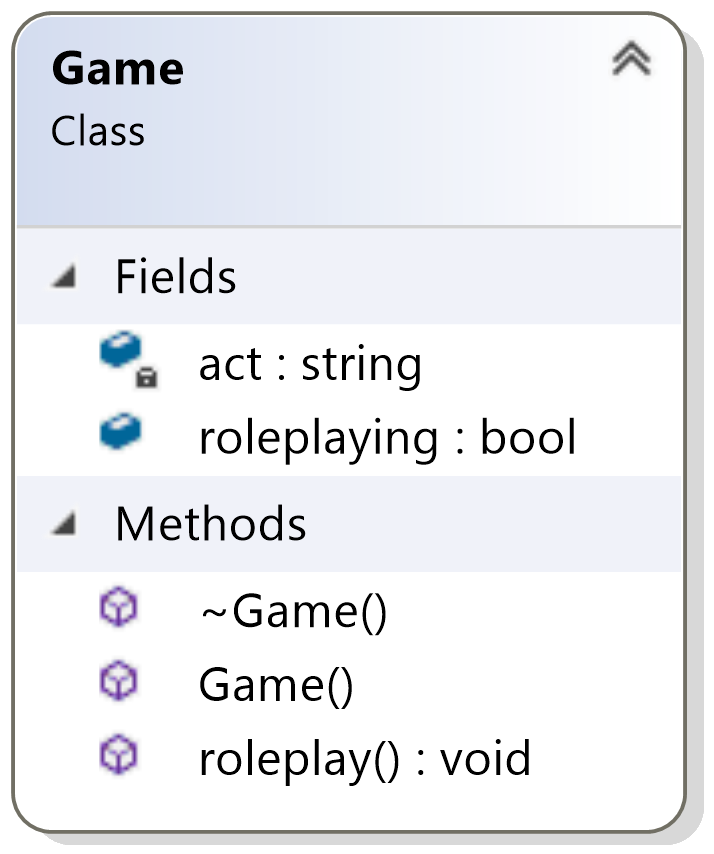 Game
Class
Fields
act : string
roleplaying : bool
Methods
~Game()
Game()
roleplay() : void